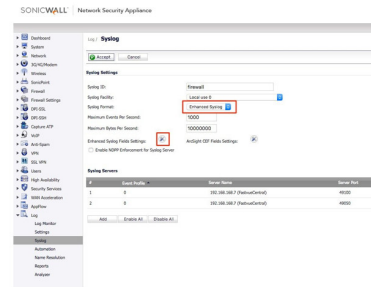 SONICWALL Network Security Appliance
Dashboard
System
Network
3G/4G/Modem
Wireless
SonicPoint
Firewall
Firewall Settings
DPI-SSL
DPI-SSH
Capture ATP
VoIP
Anti-Spam
VPN
SSL VPN
Users
High Availability
Security Services
WAN Acceleration
AppFlow
Log
Log Monitor
Settings
Syslog
Automation
Name Resolution
Reports
Analyzer
Log / Syslog
Accept Cancel
Syslog Settings
Syslog ID: firewall
Syslog Facility: Local use 0
Syslog Format: Enhanced Syslog
Maximum Events Per Second: 1000
Maximum Bytes Per Second: 10000000
Enhanced Syslog Fields Settings: ArcSight CEF Fields Settings:
Enable NDPP Enforcement for Syslog Server
Syslog Servers
# Event Profile Server Name Server Port
1 0 192.168.168.7 (FastvueCentral) 49100
2 0 192.168.168.7 (FastvueCentral) 49050
Add Enable All Disable All